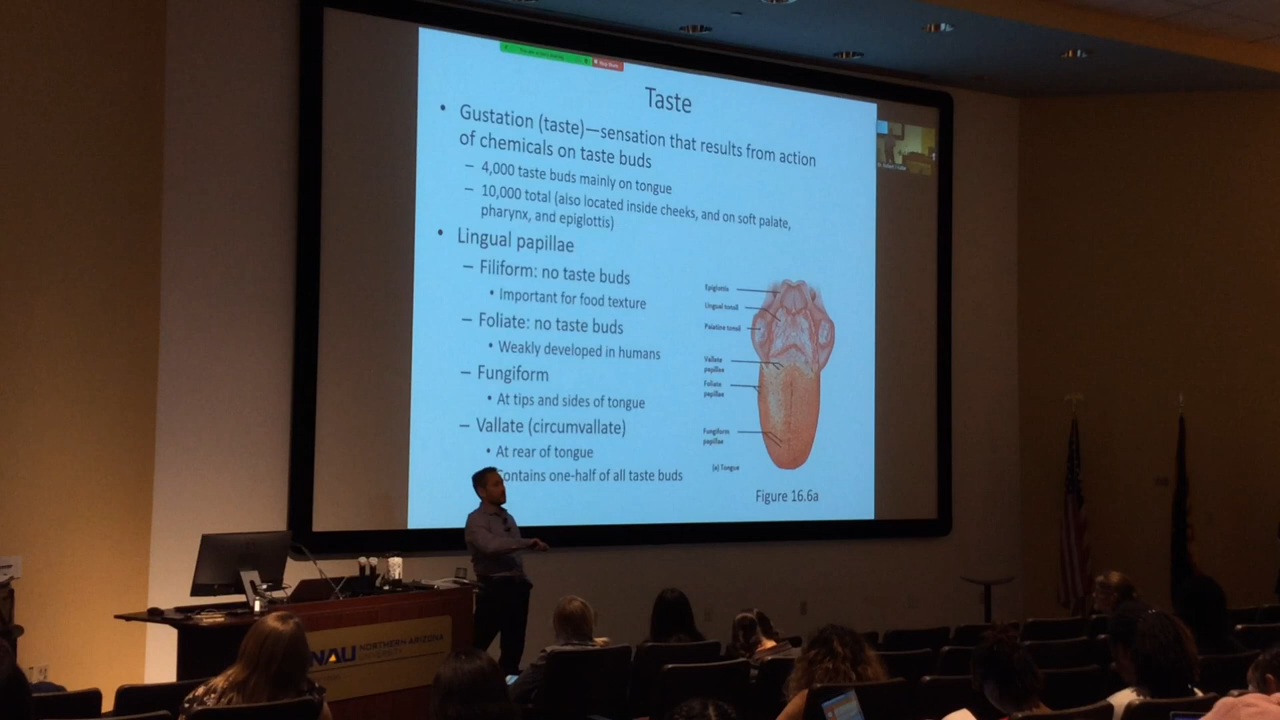 Taste
• Gustation (taste)—sensation that results from action
of chemicals on taste buds
– 4,000 taste buds mainly on tongue
– 10,000 total (also located inside cheeks, and on soft palate,
pharynx, and epiglottis)
• Lingual papillae
– Filiform: no taste buds
• Important for food texture
– Foliate: no taste buds
• Weakly developed in humans
– Fungiform
• At tips and sides of tongue
– Vallate (circumvallate)
• At rear of tongue
Contains one-half of all taste buds
Epiglottis
Lingual tonsil
Palatine tonsil
Vallate
papillae
Foliate
papillae
Fungiform
papillae
(a) Tongue
Figure 16.6a
NAU NORTHERN ARIZONA
UNIVERSITY